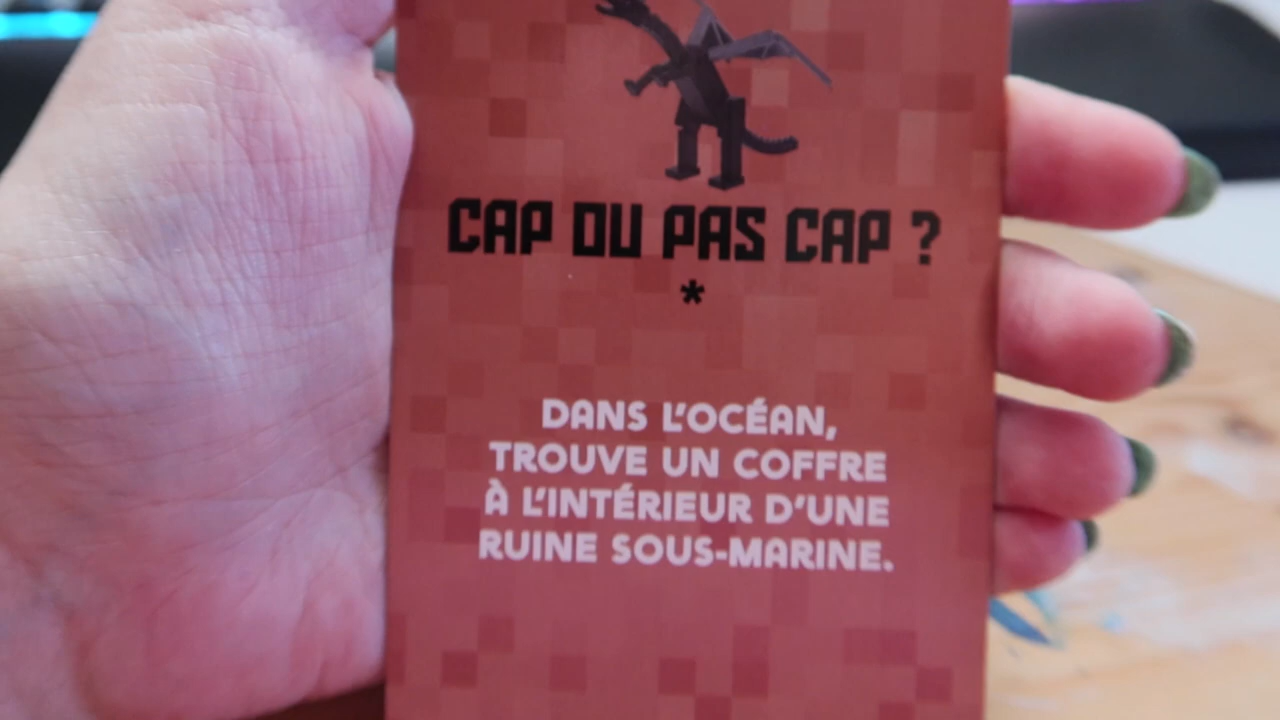 CAP OU PAS CAP ?
*
DANS L'OCÉAN,
TROUVE UN COFFRE
À L'INTÉRIEUR D'UNE
RUINE SOUS-MARINE.